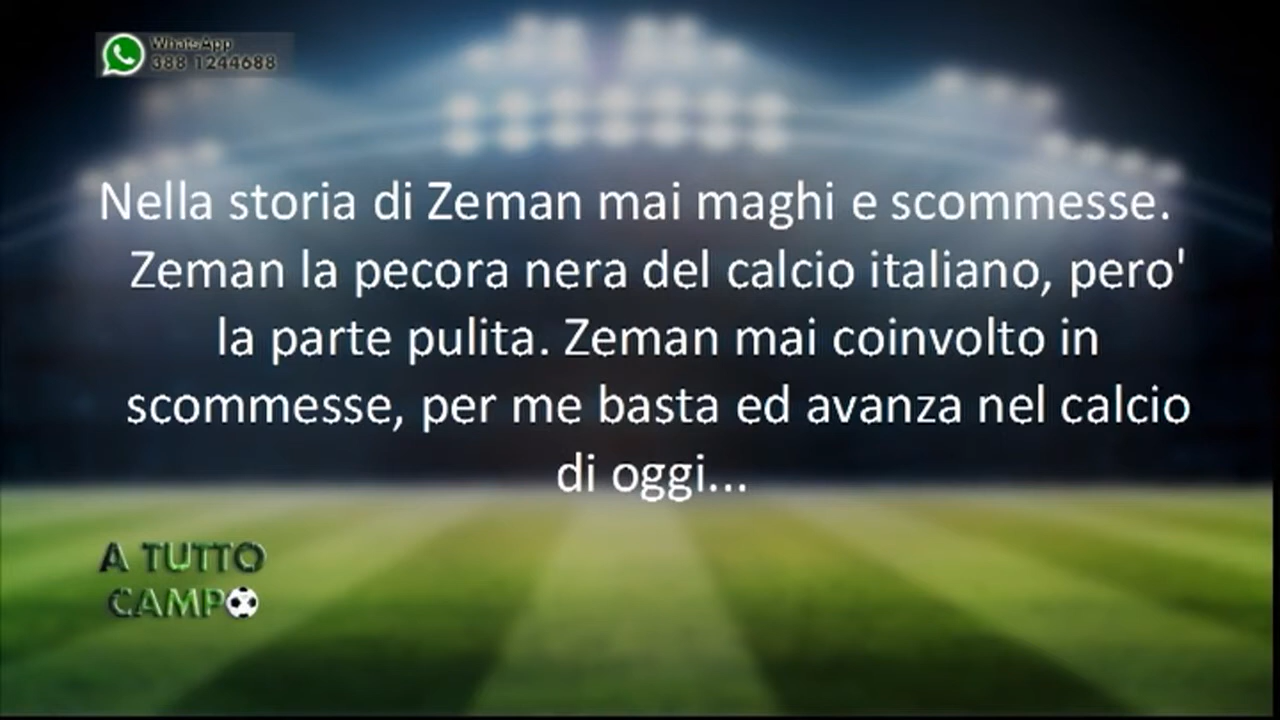 WhatsApp
388 1244688
Nella storia di Zeman mai maghi e scommesse.
Zeman la pecora nera del calcio italiano, pero'
la parte pulita. Zeman mai coinvolto in
scommesse, per me basta ed avanza nel calcio
di oggi...
A TUTTO
CAMPO